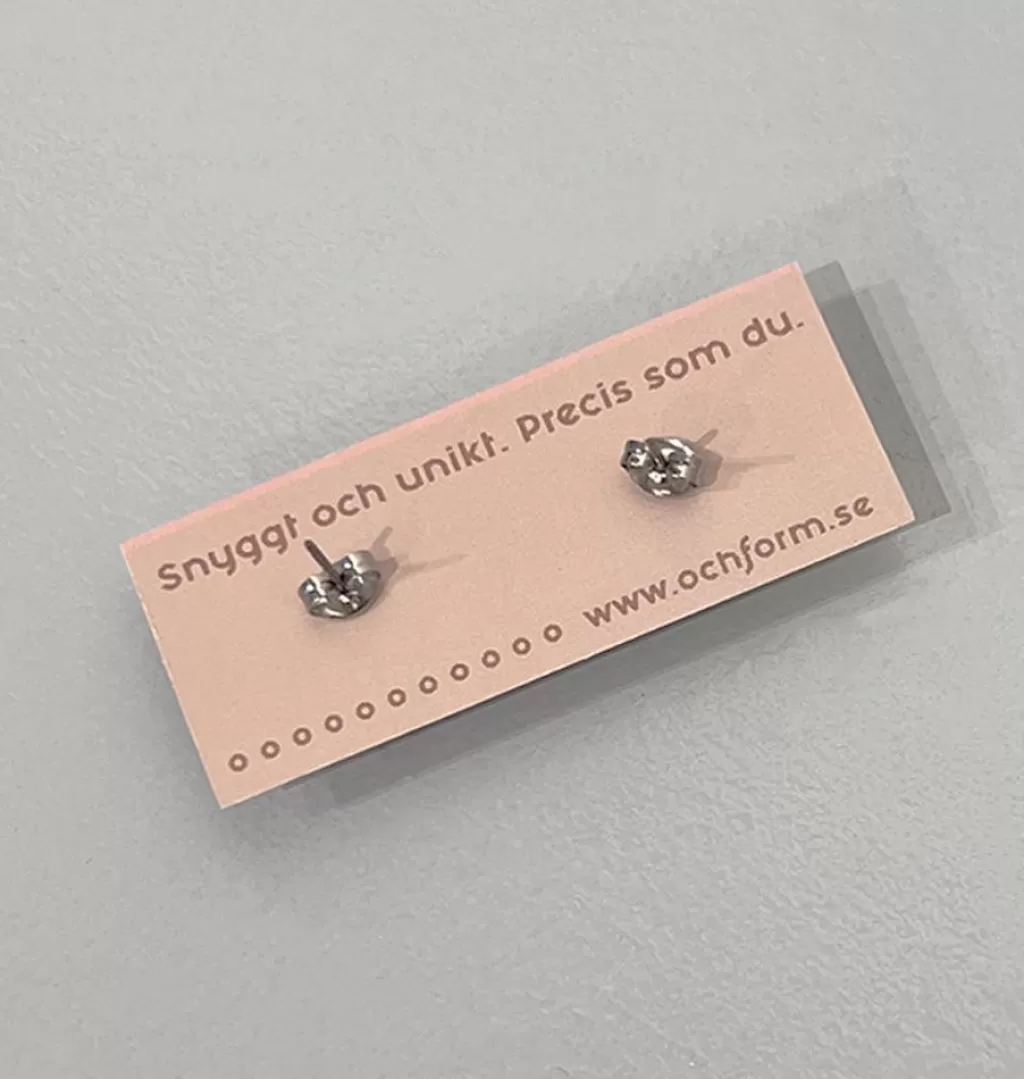 Snyggt och unikt. Precis som du.
www.ochform.se